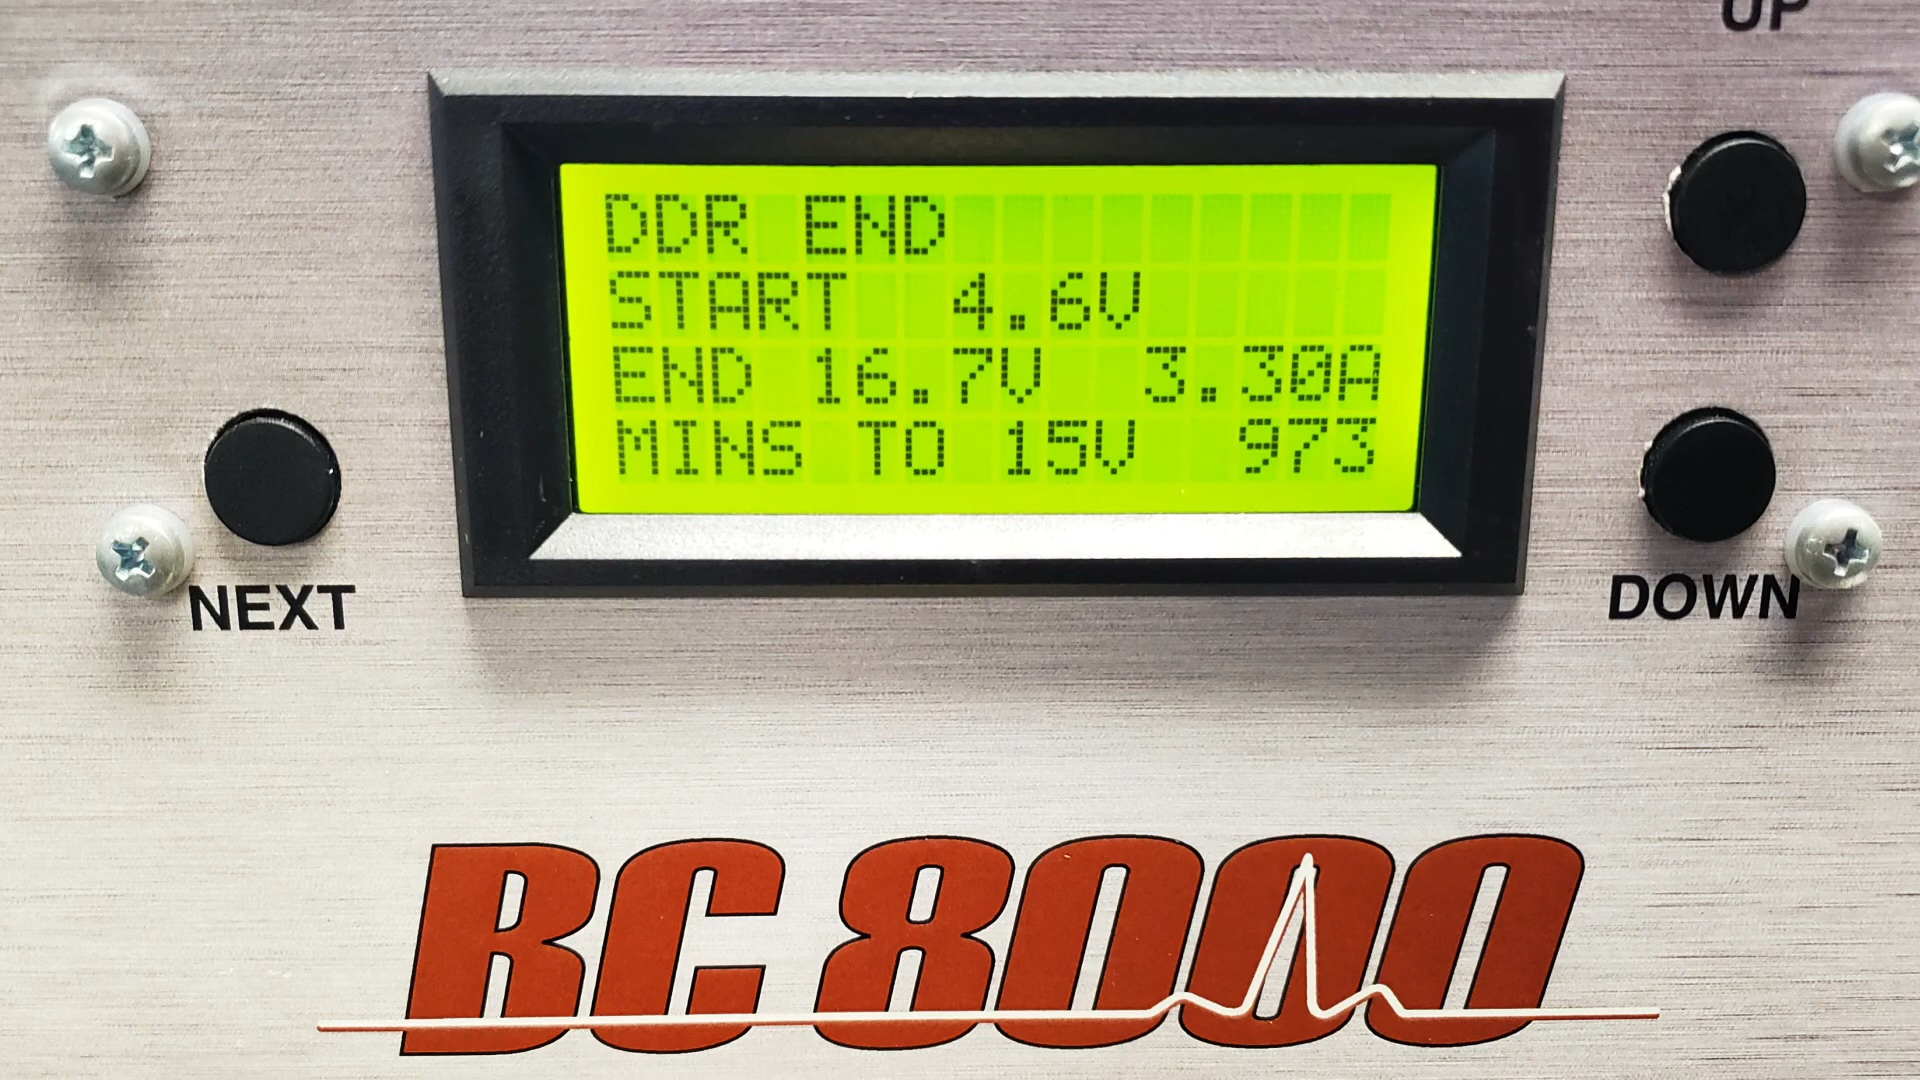 UP
DDR END
START 4.6V
END 16.7V 3.30A
MINS TO 15V 973
NEXT
DOWN
BC 8000